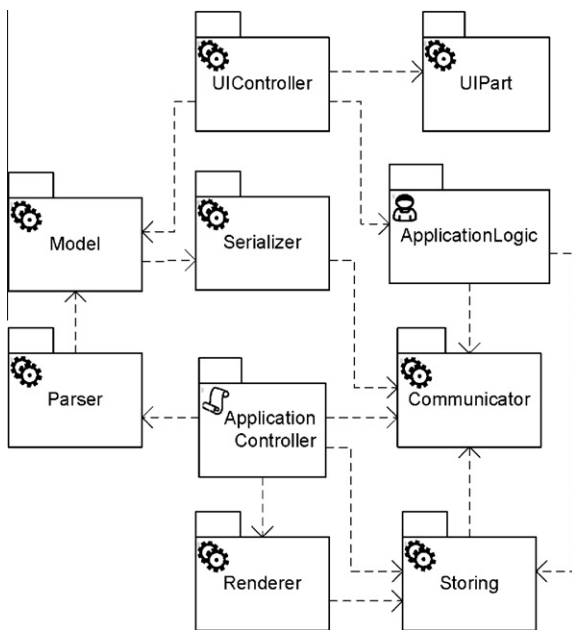 UIController
UIPart
Model
Serializer
ApplicationLogic
Parser
Application
Controller
Communicator
Renderer
Storing